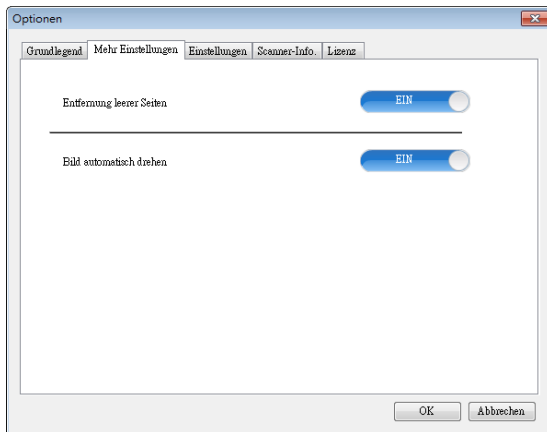 Optionen
Grundlegend Mehr Einstellungen Einstellungen Scanner-Info. Lizenz
Entfernung leerer Seiten EIN
Bild automatisch drehen EIN
OK Abbrechen